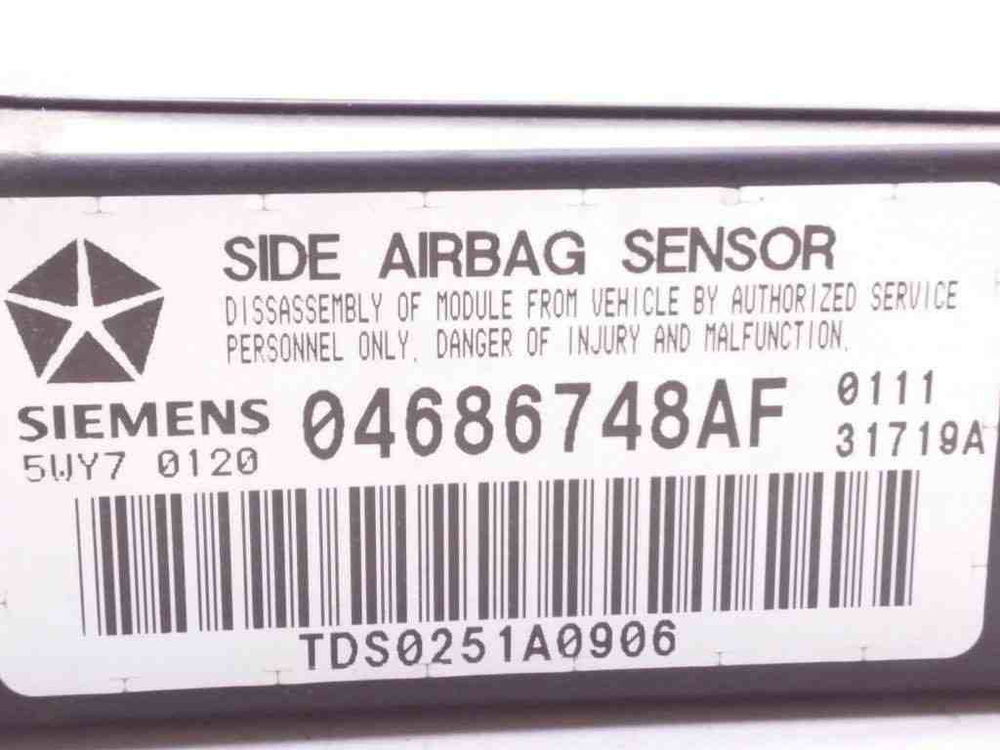 SIDE AIRBAG SENSOR
DISSASSEMBLY OF MODULE FROM VEHICLE BY AUTHORIZED SERVICE
PERSONNEL ONLY. DANGER OF INJURY AND MALFUNCTION.
SIEMENS 04686748AF 0111
5WY7 0120 31719A
TDS0251A0906